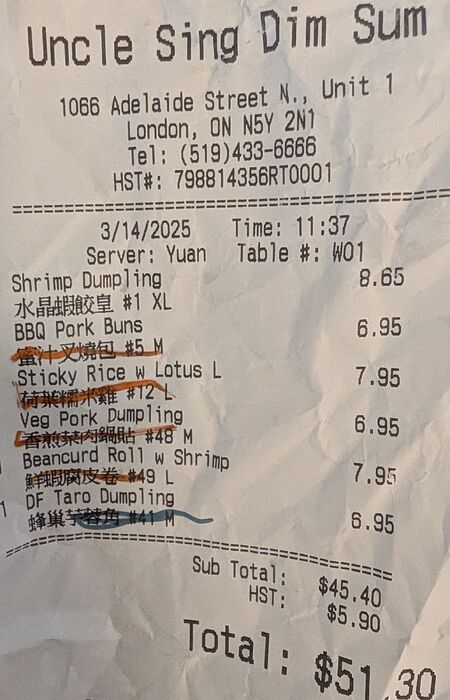 Uncle Sing Dim Sum
1066 Adelaide Street N., Unit 1
London, ON N5Y 2N1
Tel: (519)433-6666
HST#: 798814356RT0001
3/14/2025 Time: 11:37
Server: Yuan Table #: W01
Shrimp Dumpling 8.65
水晶蝦餃皇 #1 XL
BBQ Pork Buns 6.95
蜜汁叉燒包 #5 M
Sticky Rice w Lotus L 7.95
荷葉糯米雞 #12 L
Veg Pork Dumpling 6.95
香煎菜肉鍋貼 #48 M
Beancurd Roll w Shrimp 7.95
鮮蝦腐皮卷 #49 L
DF Taro Dumpling 6.95
蜂巢芋蓉角 #41 M
Sub Total: $45.40
HST: $5.90
Total: $51.30